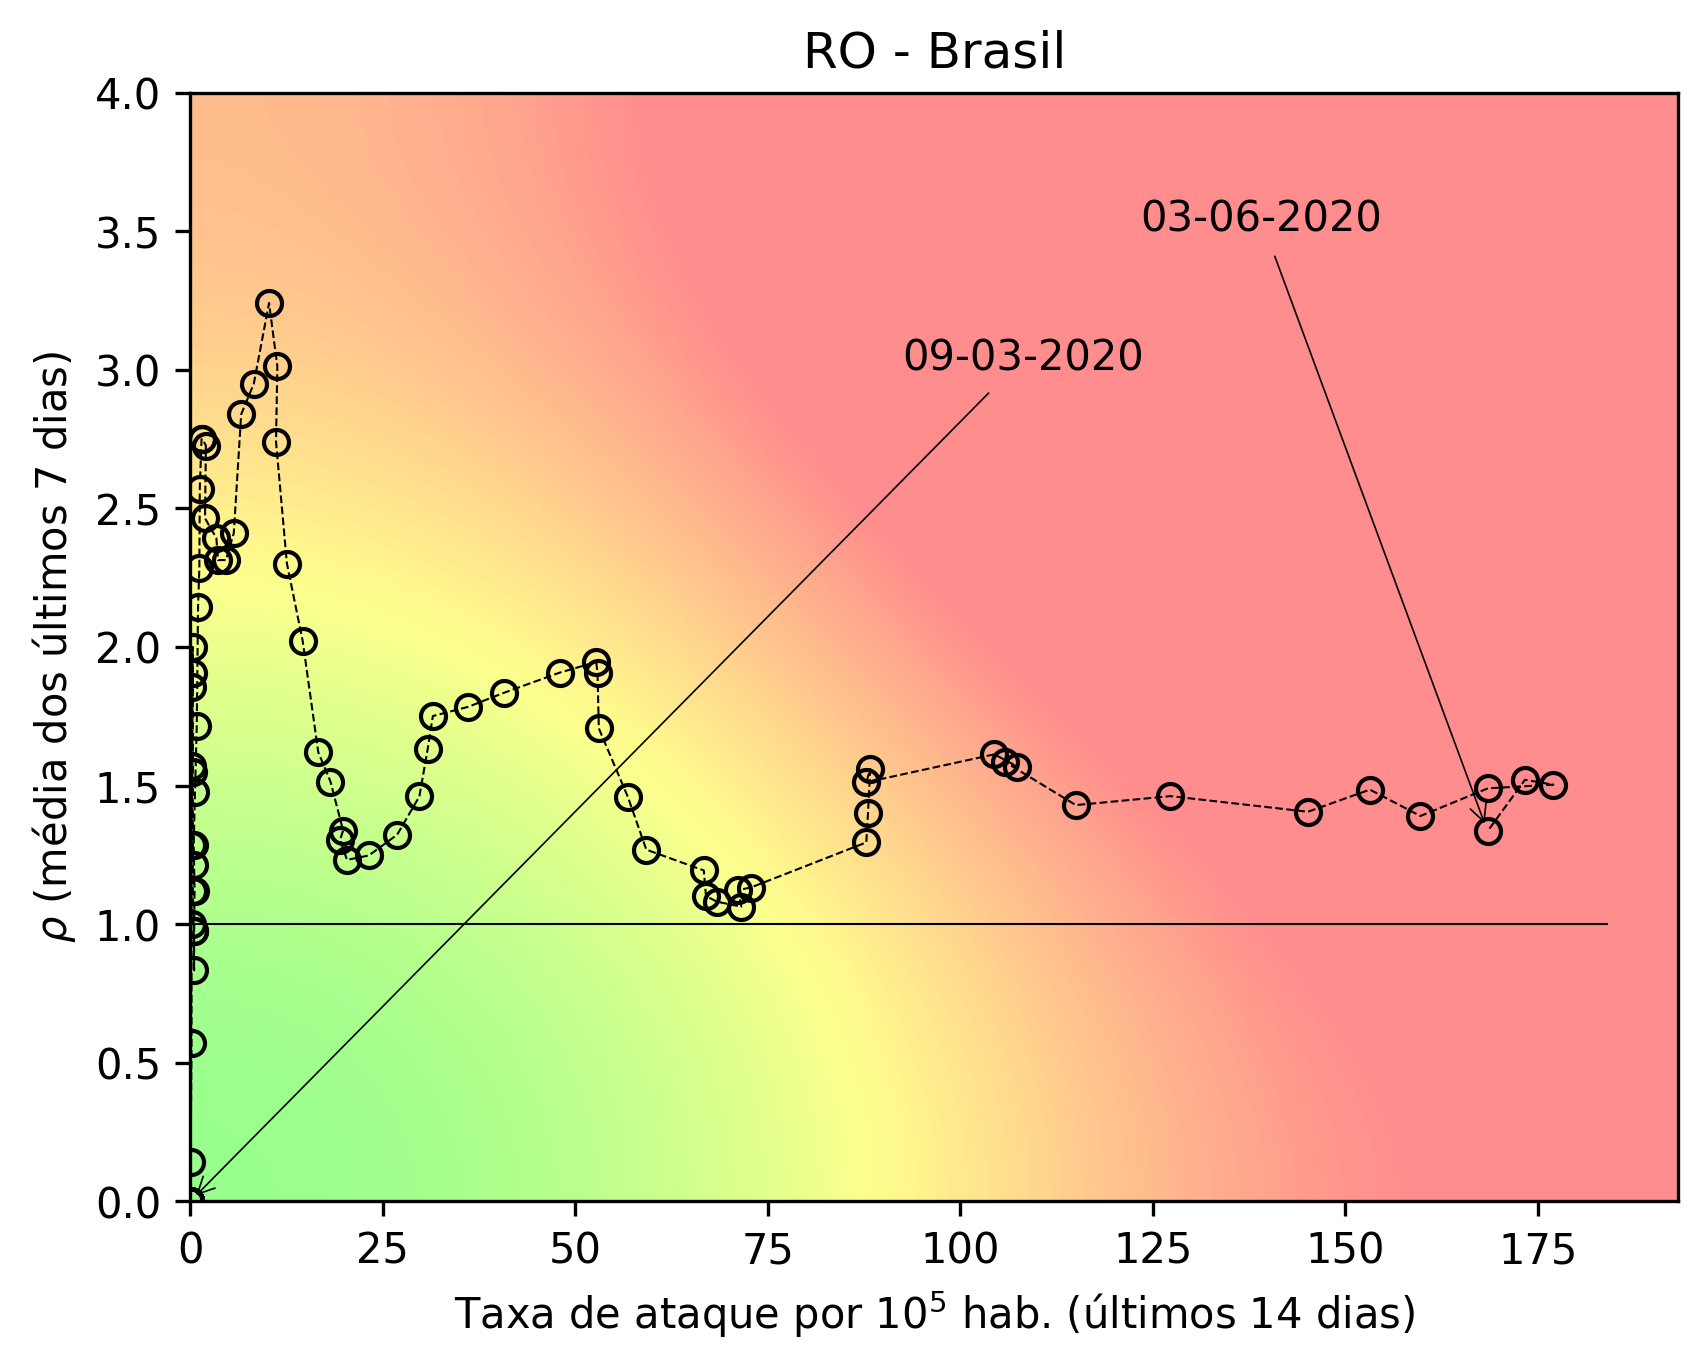 RO - Brasil
4.0
3.5
3.0
2.5
2.0
1.5
1.0
0.5
0.0
ρ (média dos últimos 7 dias)
03-06-2020
09-03-2020
0 25 50 75 100 125 150 175
Taxa de ataque por 10⁵ hab. (últimos 14 dias)